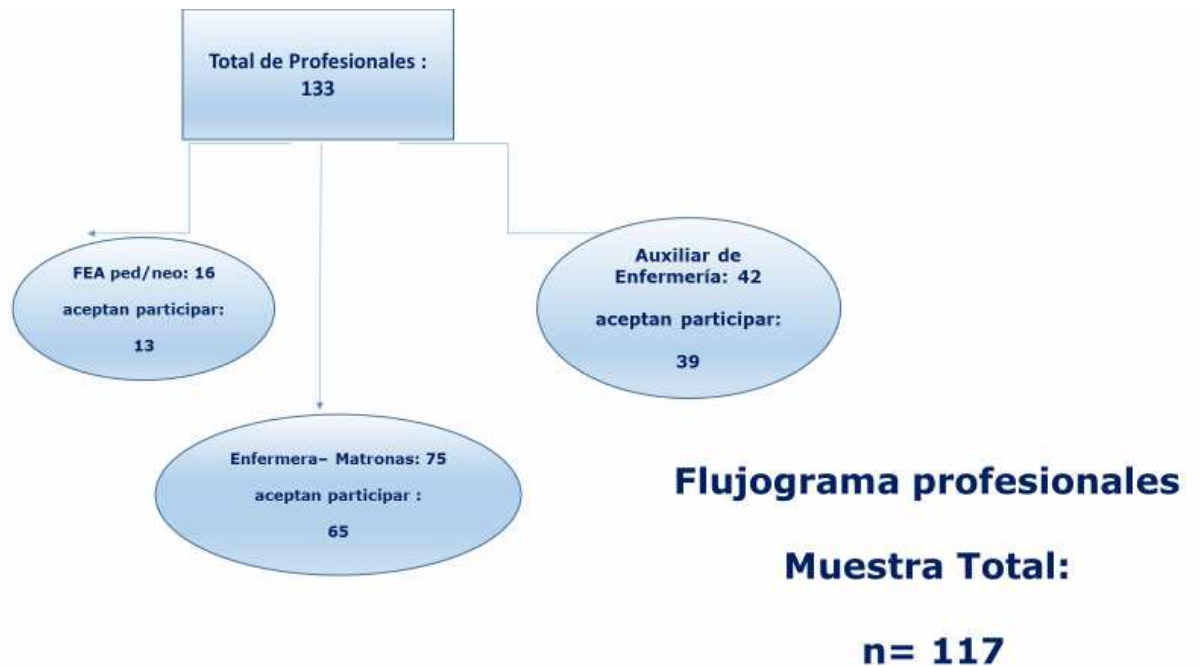 Total de Profesionales :
133
FEA ped/neo: 16
aceptan participar:
13
Auxiliar de
Enfermería: 42
aceptan participar:
39
Enfermera– Matronas: 75
aceptan participar :
65
Flujograma profesionales
Muestra Total:
n= 117